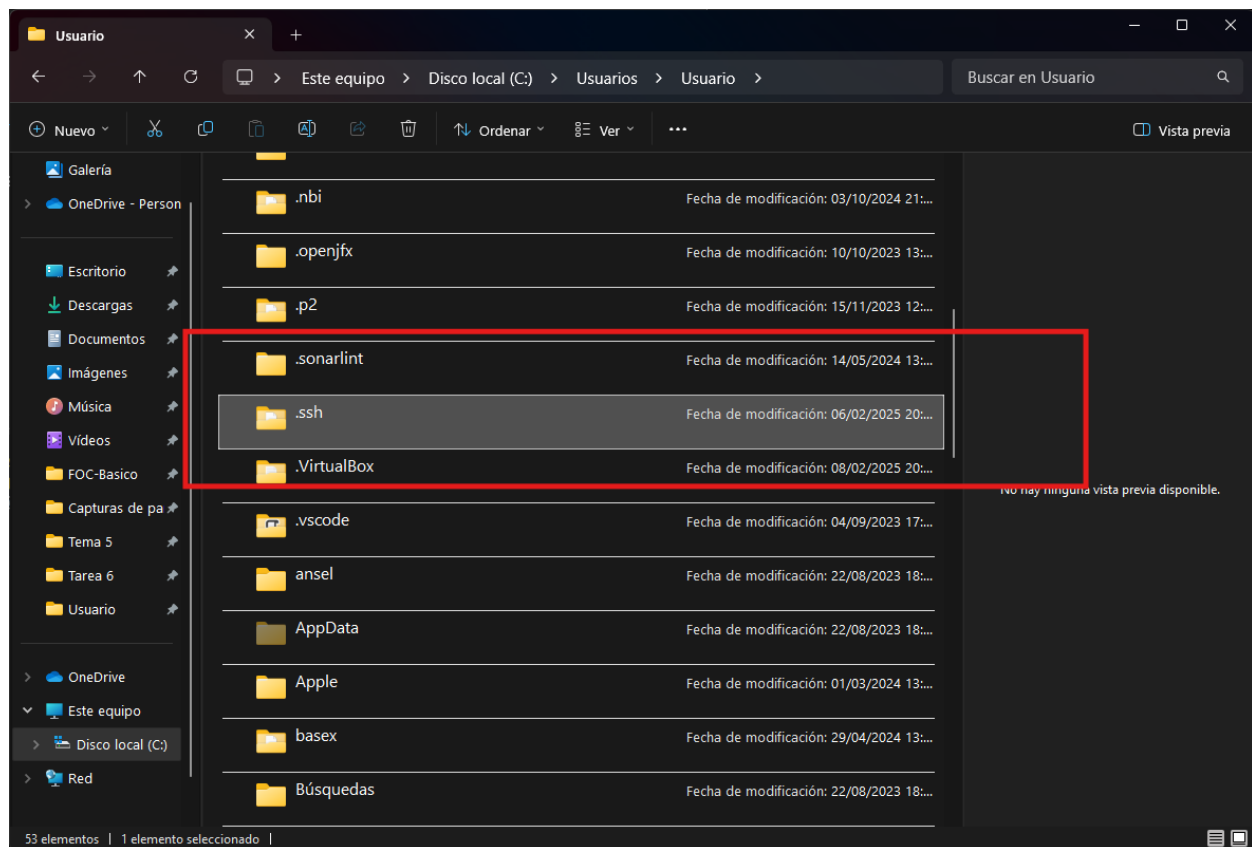 Usuario
Este equipo > Disco local (C:) > Usuarios > Usuario >
Buscar en Usuario
Nuevo
Ordenar
Ver
Vista previa
Galería
OneDrive - Person
Escritorio
Descargas
Documentos
Imágenes
Música
Vídeos
FOC-Basico
Capturas de pa
Tema 5
Tarea 6
Usuario
OneDrive
Este equipo
Disco local (C:)
Red
.nbi Fecha de modificación: 03/10/2024 21:...
.openjfx Fecha de modificación: 10/10/2023 13:...
.p2 Fecha de modificación: 15/11/2023 12:...
.sonarlint Fecha de modificación: 14/05/2024 13:...
.ssh Fecha de modificación: 06/02/2025 20:...
.VirtualBox Fecha de modificación: 08/02/2025 20:...
.vscode Fecha de modificación: 04/09/2023 17:...
ansel Fecha de modificación: 22/08/2023 18:...
AppData Fecha de modificación: 22/08/2023 18:...
Apple Fecha de modificación: 01/03/2024 13:...
basex Fecha de modificación: 29/04/2024 13:...
Búsquedas Fecha de modificación: 22/08/2023 18:...
No hay ninguna vista previa disponible.
53 elementos | 1 elemento seleccionado |